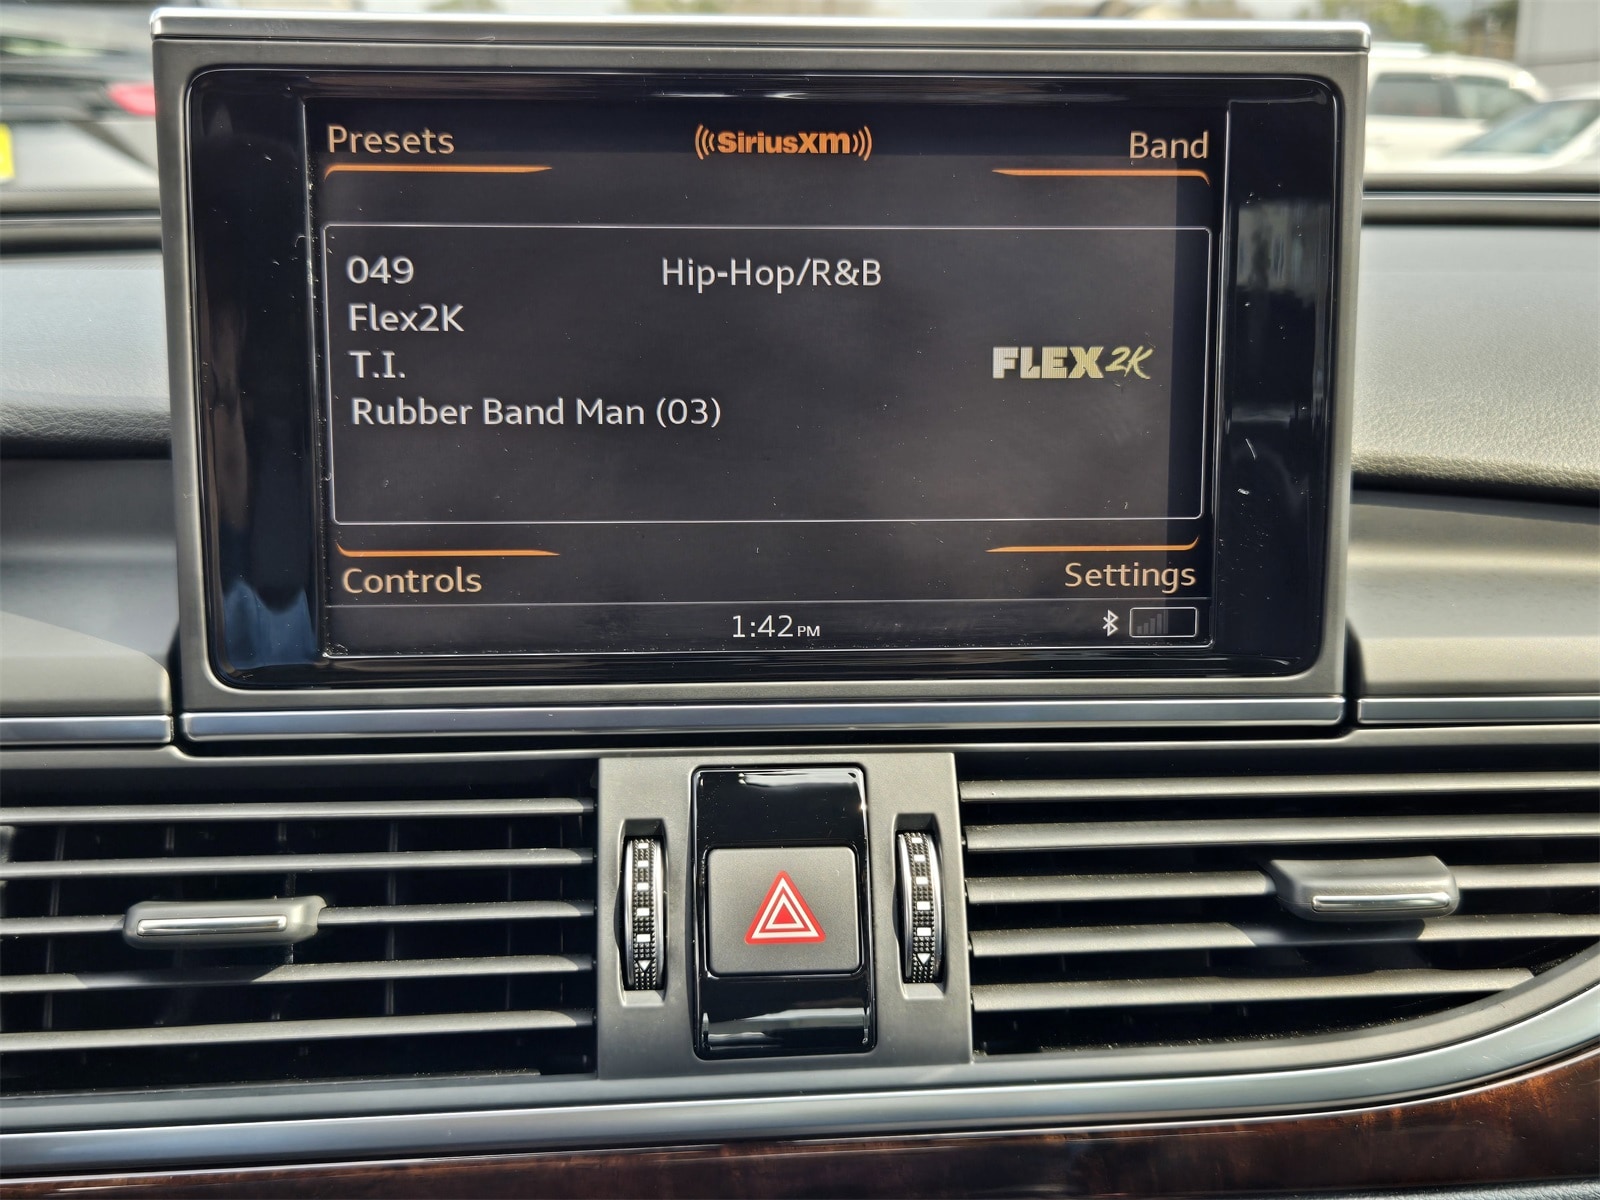 Presets
SiriusXM
Band
049
Hip-Hop/R&B
Flex2K
T.I.
FLEX2K
Rubber Band Man (03)
Controls
Settings
1:42PM